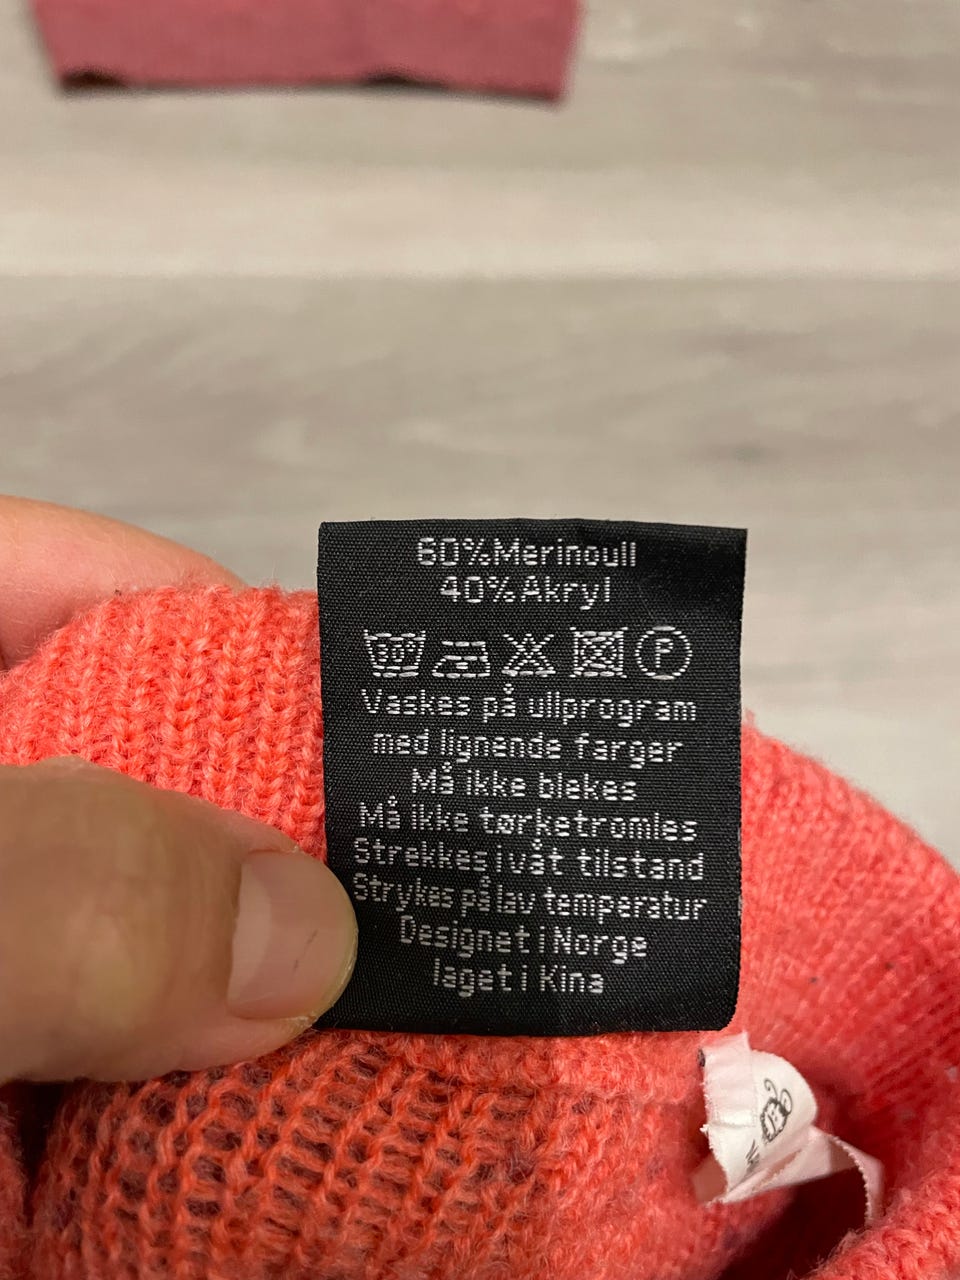 60%Merinoull
40%Akryl
30° P
Vaskes på ullprogram
med lignende farger
Må ikke blekes
Må ikke tørketromles
Strekkes i våt tilstand
Strykes på lav temperatur
Designet i Norge
laget i Kina